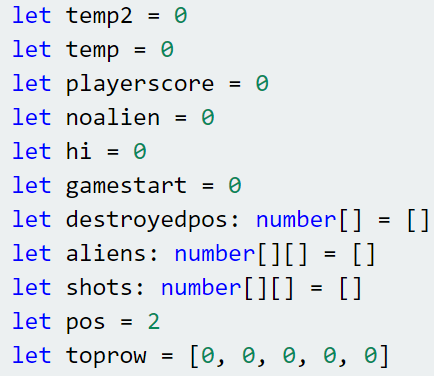 let temp2 = 0
let temp = 0
let playerscore = 0
let noalien = 0
let hi = 0
let gamestart = 0
let destroyedpos: number[] = []
let aliens: number[][] = []
let shots: number[][] = []
let pos = 2
let toprow = [0, 0, 0, 0, 0]